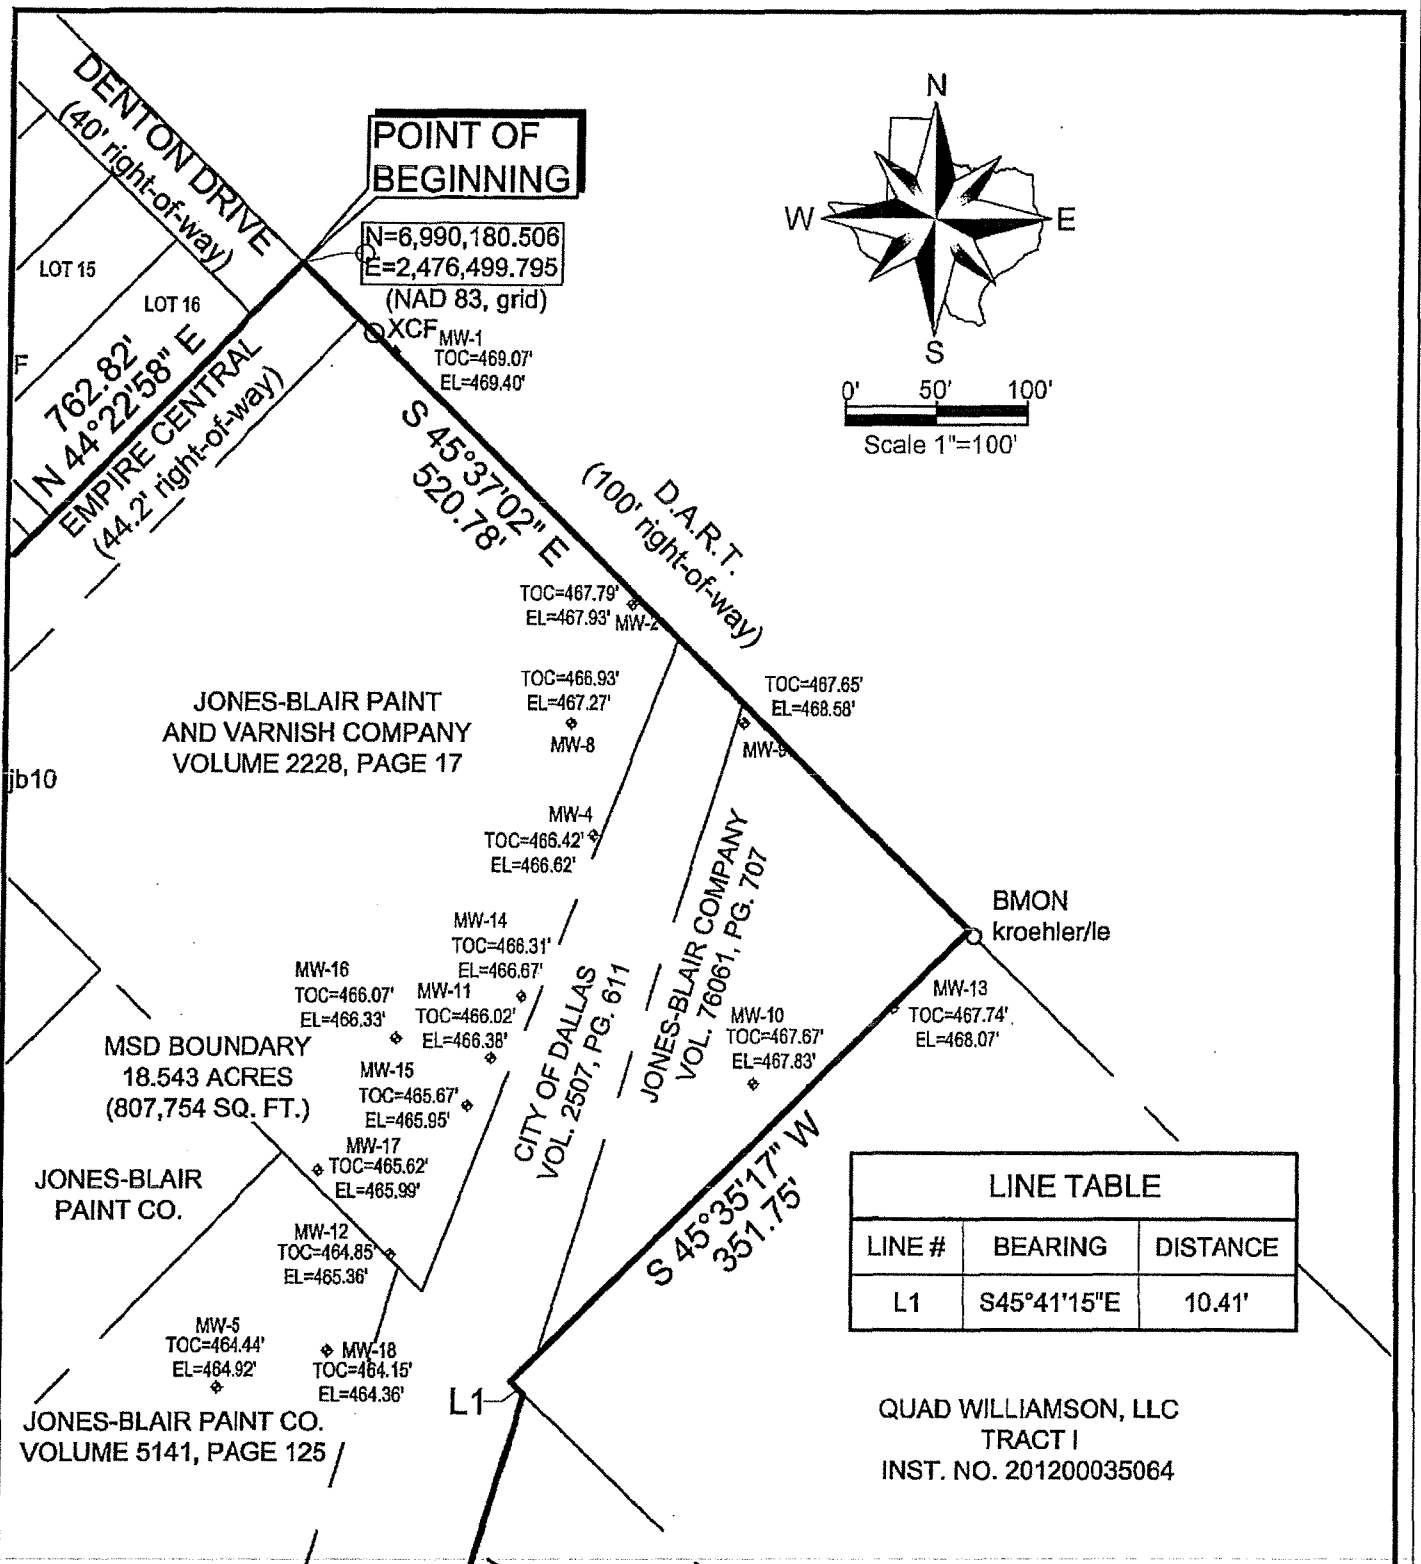 DENTON DRIVE
(40' right-of-way)
POINT OF
BEGINNING
N=6,990,180.506
E=2,476,499.795
(NAD 83, grid)
XCF
N
W
E
S
0' 50' 100'
Scale 1"=100'
LOT 15
LOT 16
F
762.82'
N 44°22'58" E
EMPIRE CENTRAL
(44.2' right-of-way)
MW-1
TOC=469.07'
EL=469.40'
S 45°37'02" E
520.78'
D.A.R.T.
(100' right-of-way)
TOC=467.79'
EL=467.93'
MW-2
TOC=466.93'
EL=467.27'
MW-8
TOC=467.65'
EL=468.58'
MW-9
JONES-BLAIR PAINT
AND VARNISH COMPANY
VOLUME 2228, PAGE 17
jb10
MW-4
TOC=466.42'
EL=466.62'
JONES-BLAIR COMPANY
VOL. 76061, PG. 707
BMON
kroehler/le
MW-14
TOC=466.31'
EL=466.67'
MW-16
TOC=466.07'
EL=466.33'
MW-11
TOC=466.02'
EL=466.38'
CITY OF DALLAS
VOL. 2507, PG. 611
MW-10
TOC=467.67'
EL=467.83'
MW-13
TOC=467.74'
EL=468.07'
MSD BOUNDARY
18.543 ACRES
(807,754 SQ. FT.)
MW-15
TOC=465.67'
EL=465.95'
MW-17
TOC=465.62'
EL=465.99'
JONES-BLAIR
PAINT CO.
S 45°35'17" W
351.75'
LINE TABLE
LINE # BEARING DISTANCE
L1 S45°41'15"E 10.41'
MW-12
TOC=464.85'
EL=465.36'
MW-5
TOC=464.44'
EL=464.92'
MW-18
TOC=464.15'
EL=464.36'
L1
JONES-BLAIR PAINT CO.
VOLUME 5141, PAGE 125
QUAD WILLIAMSON, LLC
TRACT I
INST. NO. 201200035064